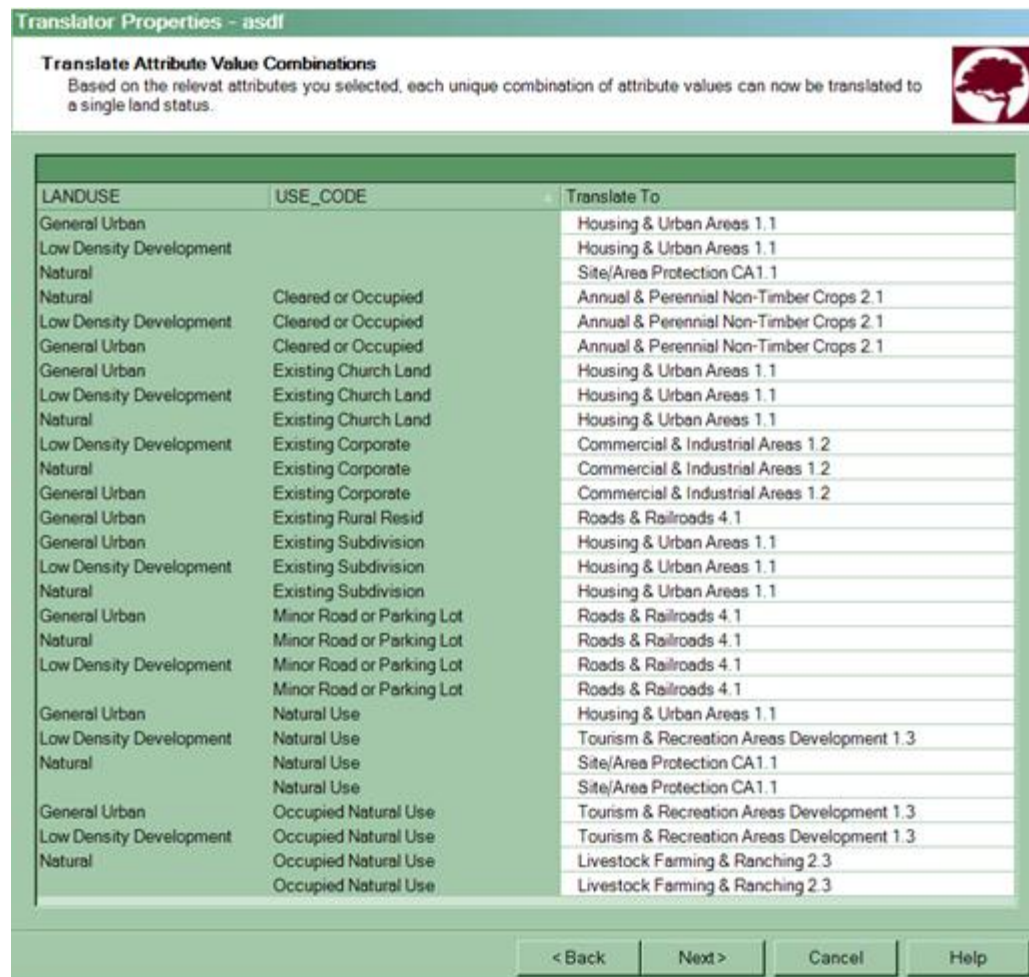 Translator Properties - asdf
Translate Attribute Value Combinations
Based on the relevat attributes you selected, each unique combination of attribute values can now be translated to
a single land status.
LANDUSE USE_CODE Translate To
General Urban Housing & Urban Areas 1.1
Low Density Development Housing & Urban Areas 1.1
Natural Site/Area Protection CA1.1
Natural Cleared or Occupied Annual & Perennial Non-Timber Crops 2.1
Low Density Development Cleared or Occupied Annual & Perennial Non-Timber Crops 2.1
General Urban Cleared or Occupied Annual & Perennial Non-Timber Crops 2.1
General Urban Existing Church Land Housing & Urban Areas 1.1
Low Density Development Existing Church Land Housing & Urban Areas 1.1
Natural Existing Church Land Housing & Urban Areas 1.1
Low Density Development Existing Corporate Commercial & Industrial Areas 1.2
Natural Existing Corporate Commercial & Industrial Areas 1.2
General Urban Existing Corporate Commercial & Industrial Areas 1.2
General Urban Existing Rural Resid Roads & Railroads 4.1
General Urban Existing Subdivision Housing & Urban Areas 1.1
Low Density Development Existing Subdivision Housing & Urban Areas 1.1
Natural Existing Subdivision Housing & Urban Areas 1.1
General Urban Minor Road or Parking Lot Roads & Railroads 4.1
Natural Minor Road or Parking Lot Roads & Railroads 4.1
Low Density Development Minor Road or Parking Lot Roads & Railroads 4.1
Minor Road or Parking Lot Roads & Railroads 4.1
General Urban Natural Use Housing & Urban Areas 1.1
Low Density Development Natural Use Tourism & Recreation Areas Development 1.3
Natural Natural Use Site/Area Protection CA1.1
Natural Use Site/Area Protection CA1.1
General Urban Occupied Natural Use Tourism & Recreation Areas Development 1.3
Low Density Development Occupied Natural Use Tourism & Recreation Areas Development 1.3
Natural Occupied Natural Use Livestock Farming & Ranching 2.3
Occupied Natural Use Livestock Farming & Ranching 2.3
< Back Next > Cancel Help